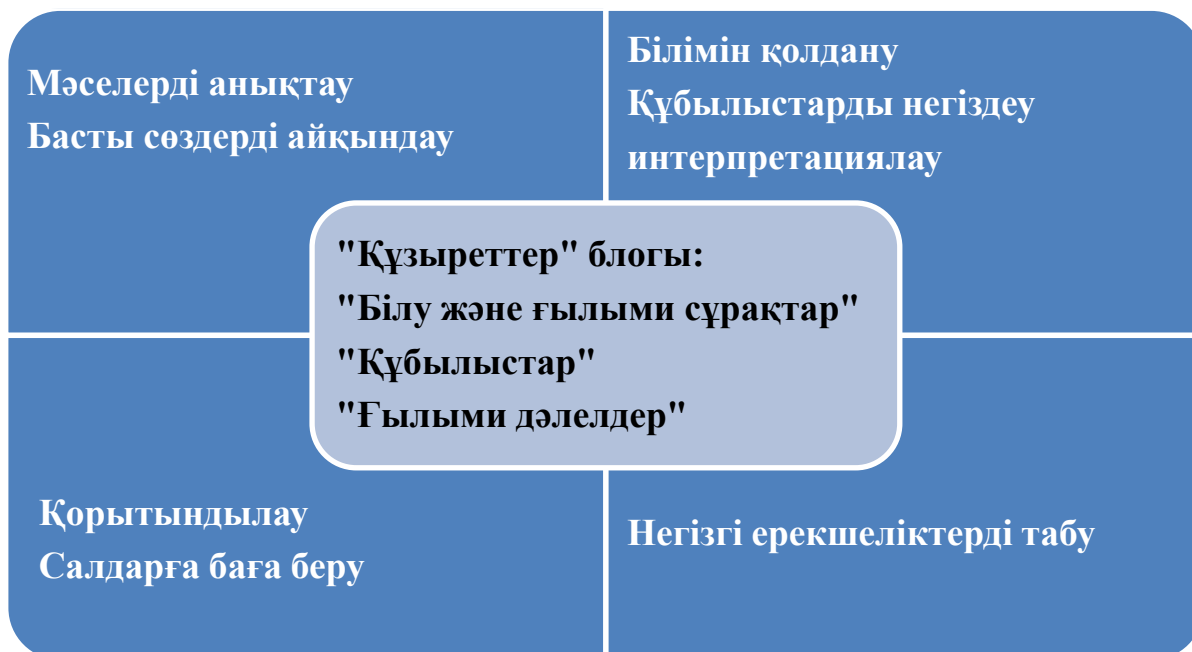 Мәселерді анықтау
Басты сөздерді айқындау
Білімін қолдану
Құбылыстарды негіздеу
интерпретациялау
"Құзыреттер" блогы:
"Білу және ғылыми сұрақтар"
"Құбылыстар"
"Ғылыми дәлелдер"
Қорытындылау
Салдарға баға беру
Негізгі ерекшеліктерді табу